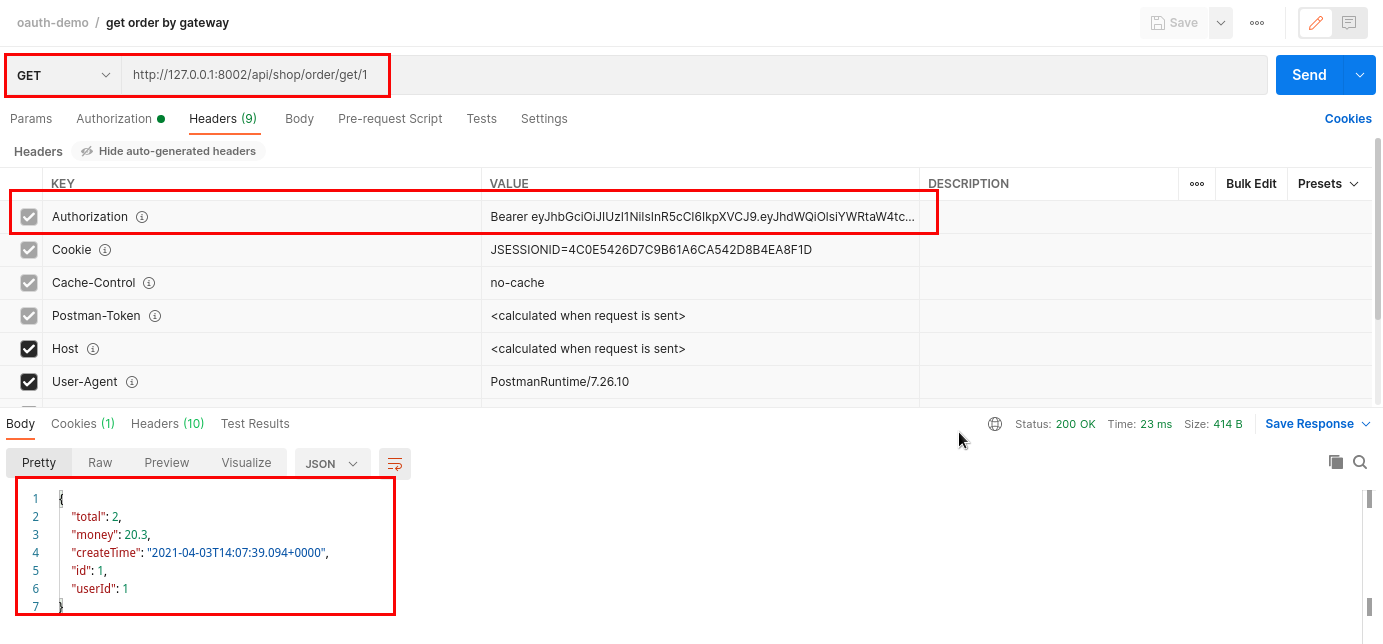 oauth-demo / get order by gateway
Save
GET http://127.0.0.1:8002/api/shop/order/get/1
Send
Params Authorization Headers (9) Body Pre-request Script Tests Settings Cookies
Headers Hide auto-generated headers
KEY VALUE DESCRIPTION Bulk Edit Presets
Authorization Bearer eyJhbGciOiJIUzI1NiIsInR5cCI6IkpXVCJ9.eyJhdWQiOlsiYWRtaW4tc...
Cookie JSESSIONID=4C0E5426D7C9B61A6CA542D8B4EA8F1D
Cache-Control no-cache
Postman-Token <calculated when request is sent>
Host <calculated when request is sent>
User-Agent PostmanRuntime/7.26.10
Body Cookies (1) Headers (10) Test Results Status: 200 OK Time: 23 ms Size: 414 B Save Response
Pretty Raw Preview Visualize JSON
1 {
2 "total": 2,
3 "money": 20.3,
4 "createTime": "2021-04-03T14:07:39.094+0000",
5 "id": 1,
6 "userId": 1
7 }